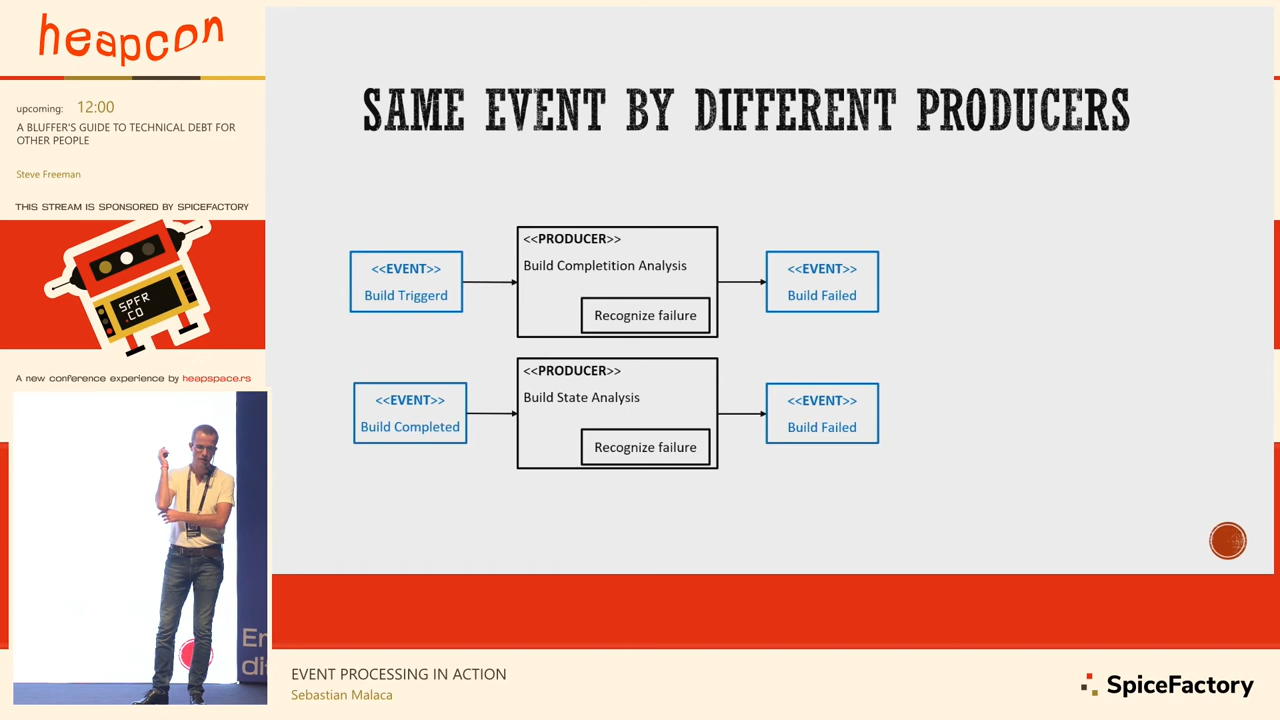 heapcon
upcoming: 12:00
A BLUFFER'S GUIDE TO TECHNICAL DEBT FOR
OTHER PEOPLE
Steve Freeman
THIS STREAM IS SPONSORED BY SPICEFACTORY
SPFR
.CO
A new conference experience by heapspace.rs
SAME EVENT BY DIFFERENT PRODUCERS
<<EVENT>>
Build Triggerd
<<PRODUCER>>
Build Completition Analysis
Recognize failure
<<EVENT>>
Build Failed
<<EVENT>>
Build Completed
<<PRODUCER>>
Build State Analysis
Recognize failure
<<EVENT>>
Build Failed
En
di
EVENT PROCESSING IN ACTION
Sebastian Malaca
SpiceFactory